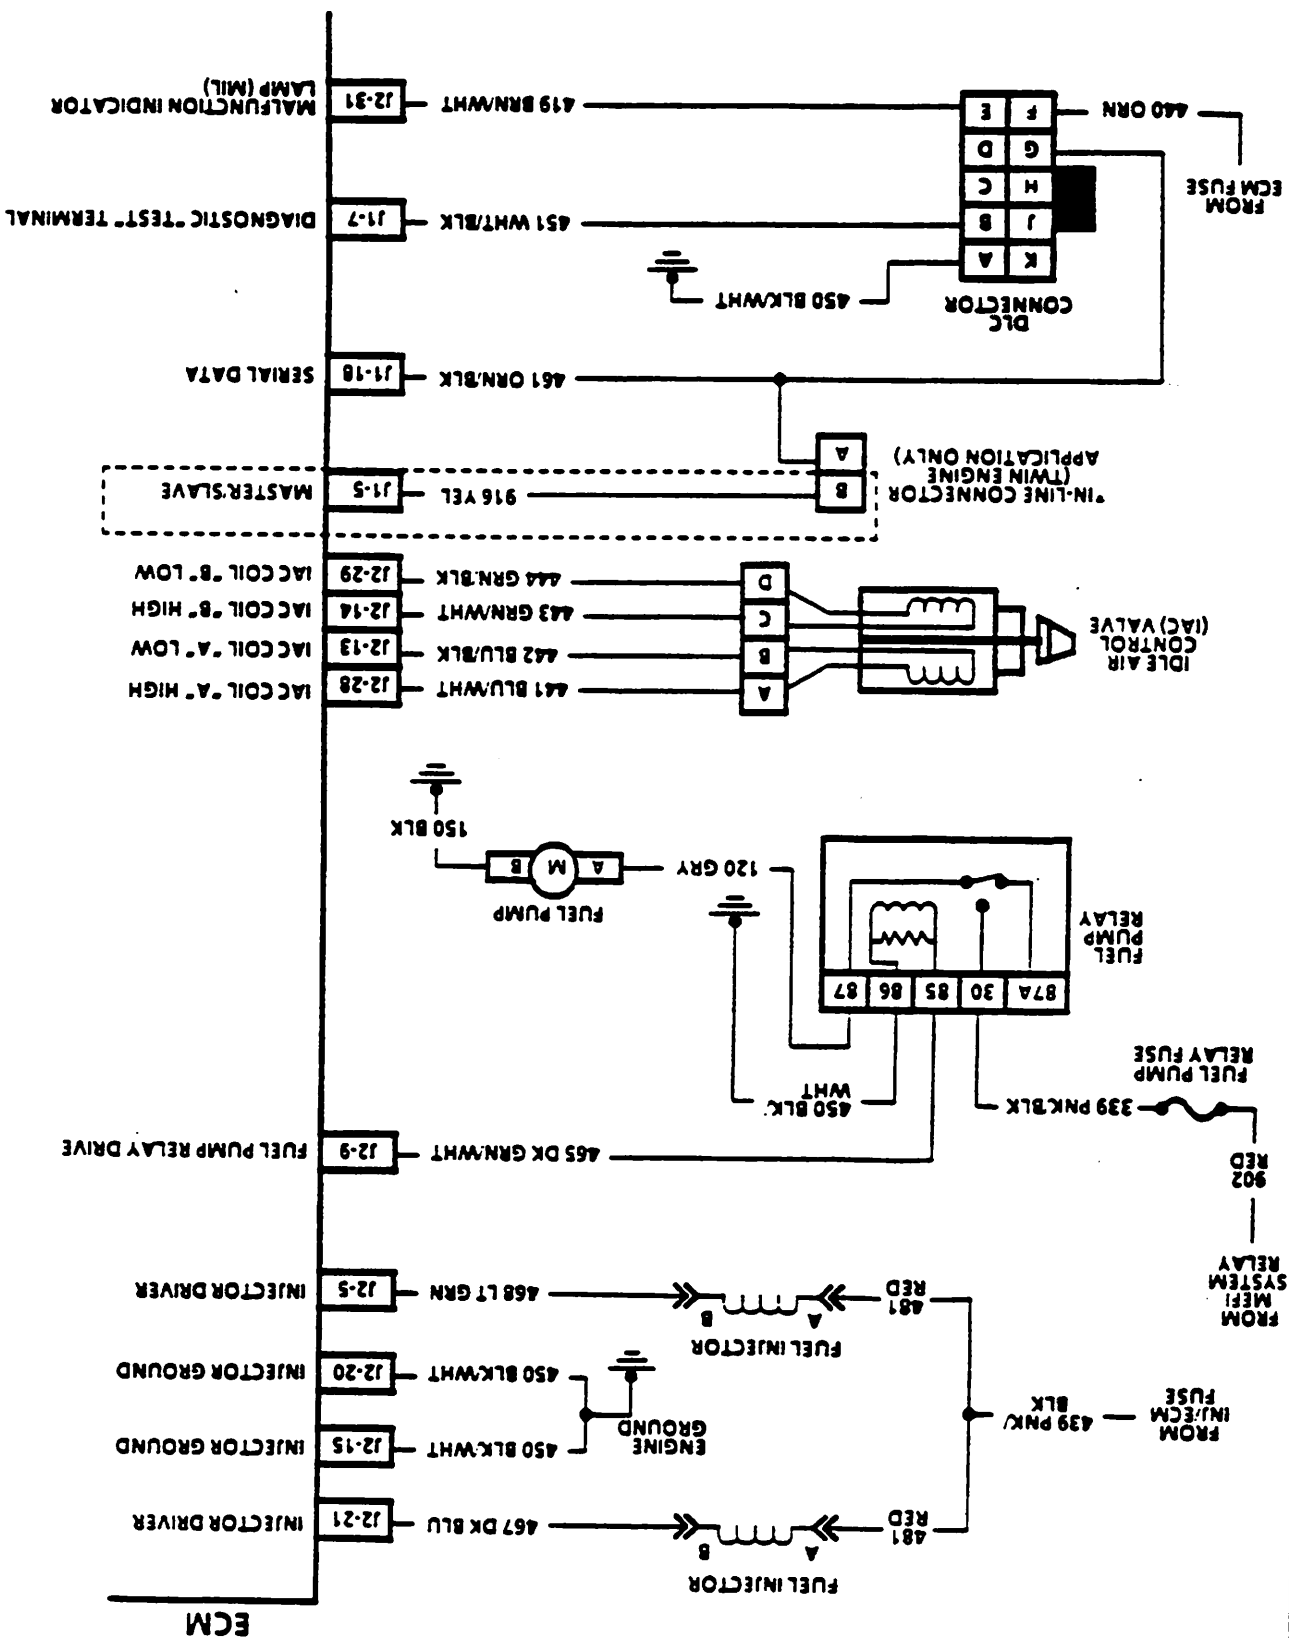 ECM
FUEL INJECTOR
A
B
481
RED
467 DK BLU
J2-21
INJECTOR DRIVER
FROM
INJ/ECM
FUSE
439 PNK/
BLK
ENGINE
GROUND
450 BLK/WHT
J2-15
INJECTOR GROUND
450 BLK/WHT
J2-20
INJECTOR GROUND
FUEL INJECTOR
A
B
481
RED
468 LT GRN
J2-5
INJECTOR DRIVER
FROM
MEFI
SYSTEM
RELAY
902
RED
465 DK GRN/WHT
J2-9
FUEL PUMP RELAY DRIVE
FUEL PUMP
RELAY FUSE
339 PNK/BLK
450 BLK/
WHT
87A
30
85
86
87
FUEL
PUMP
RELAY
FUEL PUMP
120 GRY
A
M
B
150 BLK
IDLE AIR
CONTROL
(IAC) VALVE
A
441 BLU/WHT
J2-28
IAC COIL "A" HIGH
B
442 BLU/BLK
J2-13
IAC COIL "A" LOW
C
443 GRN/WHT
J2-14
IAC COIL "B" HIGH
D
444 GRN/BLK
J2-29
IAC COIL "B" LOW
*IN-LINE CONNECTOR
(TWIN ENGINE
APPLICATION ONLY)
B
916 YEL
J1-5
MASTER/SLAVE
A
461 ORN/BLK
J1-18
SERIAL DATA
DLC
CONNECTOR
450 BLK/WHT
K
A
J
B
H
C
G
D
F
E
451 WHT/BLK
J1-7
DIAGNOSTIC "TEST" TERMINAL
FROM
ECM FUSE
440 ORN
419 BRN/WHT
J2-31
MALFUNCTION INDICATOR
LAMP (MIL)